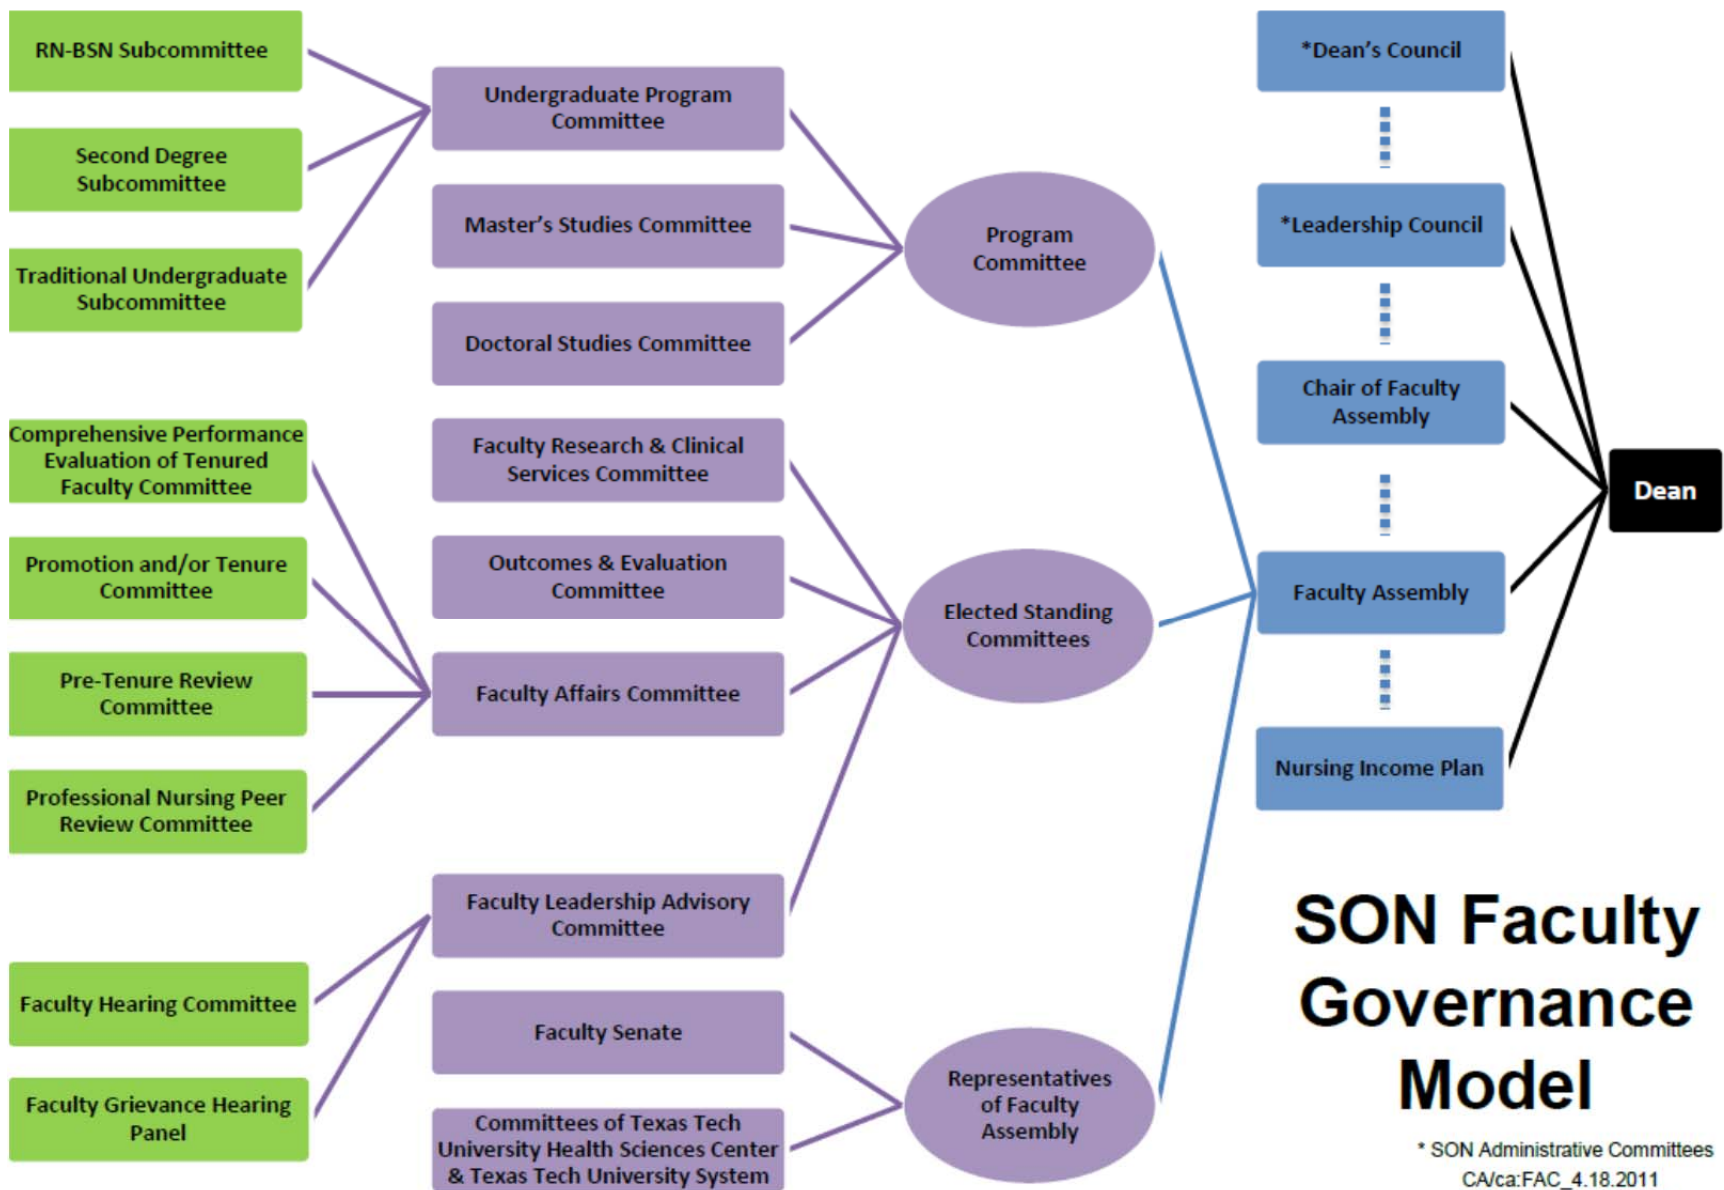 RN-BSN Subcommittee
Second Degree
Subcommittee
Traditional Undergraduate
Subcommittee
Comprehensive Performance
Evaluation of Tenured
Faculty Committee
Promotion and/or Tenure
Committee
Pre-Tenure Review
Committee
Professional Nursing Peer
Review Committee
Faculty Hearing Committee
Faculty Grievance Hearing
Panel
Undergraduate Program
Committee
Master’s Studies Committee
Doctoral Studies Committee
Faculty Research & Clinical
Services Committee
Outcomes & Evaluation
Committee
Faculty Affairs Committee
Faculty Leadership Advisory
Committee
Faculty Senate
Committees of Texas Tech
University Health Sciences Center
& Texas Tech University System
Program
Committee
Elected Standing
Committees
Representatives
of Faculty
Assembly
*Dean’s Council
*Leadership Council
Chair of Faculty
Assembly
Faculty Assembly
Nursing Income Plan
Dean
SON Faculty
Governance
Model
* SON Administrative Committees
CA/ca:FAC_4.18.2011